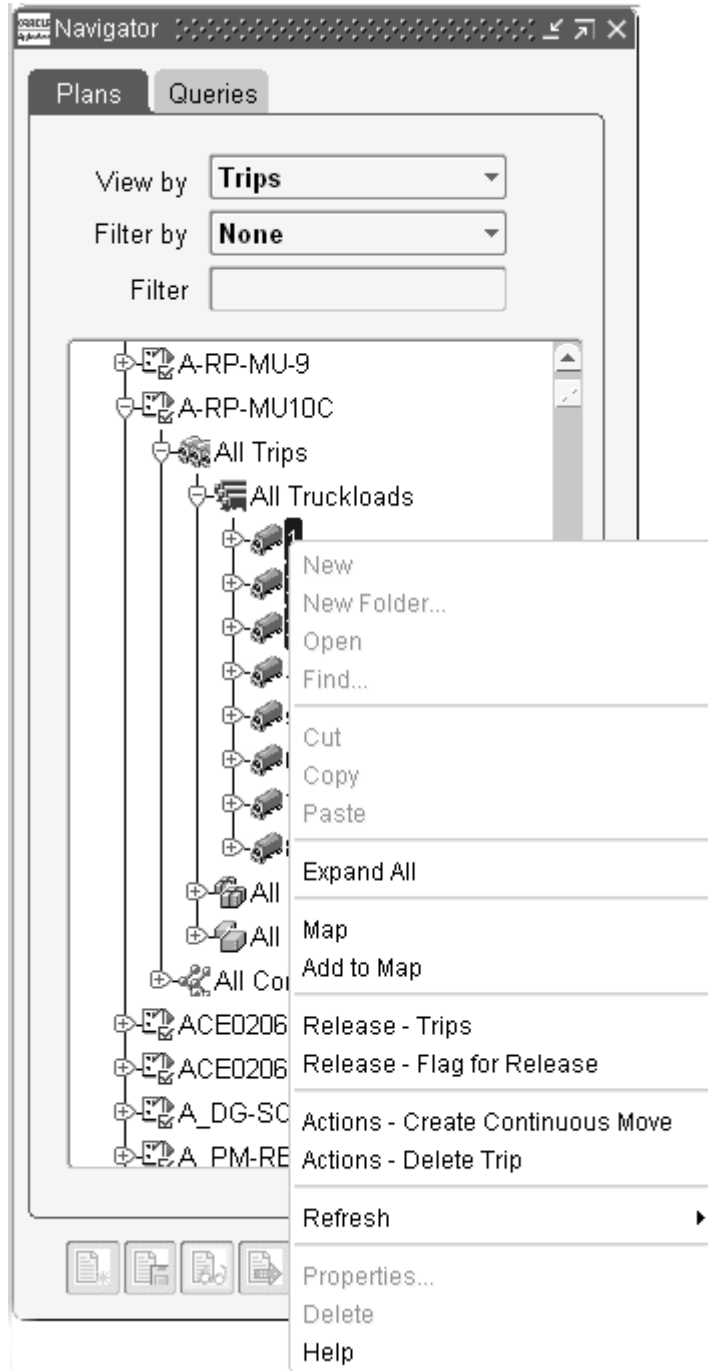 Navigator
Plans
Queries
View by Trips
Filter by None
Filter
A-RP-MU-9
A-RP-MU10C
All Trips
All Truckloads
1
All
All
All Co
ACE0206
ACE0206
A_DG-SC
A_PM-RE
New
New Folder...
Open
Find...
Cut
Copy
Paste
Expand All
Map
Add to Map
Release - Trips
Release - Flag for Release
Actions - Create Continuous Move
Actions - Delete Trip
Refresh
Properties...
Delete
Help